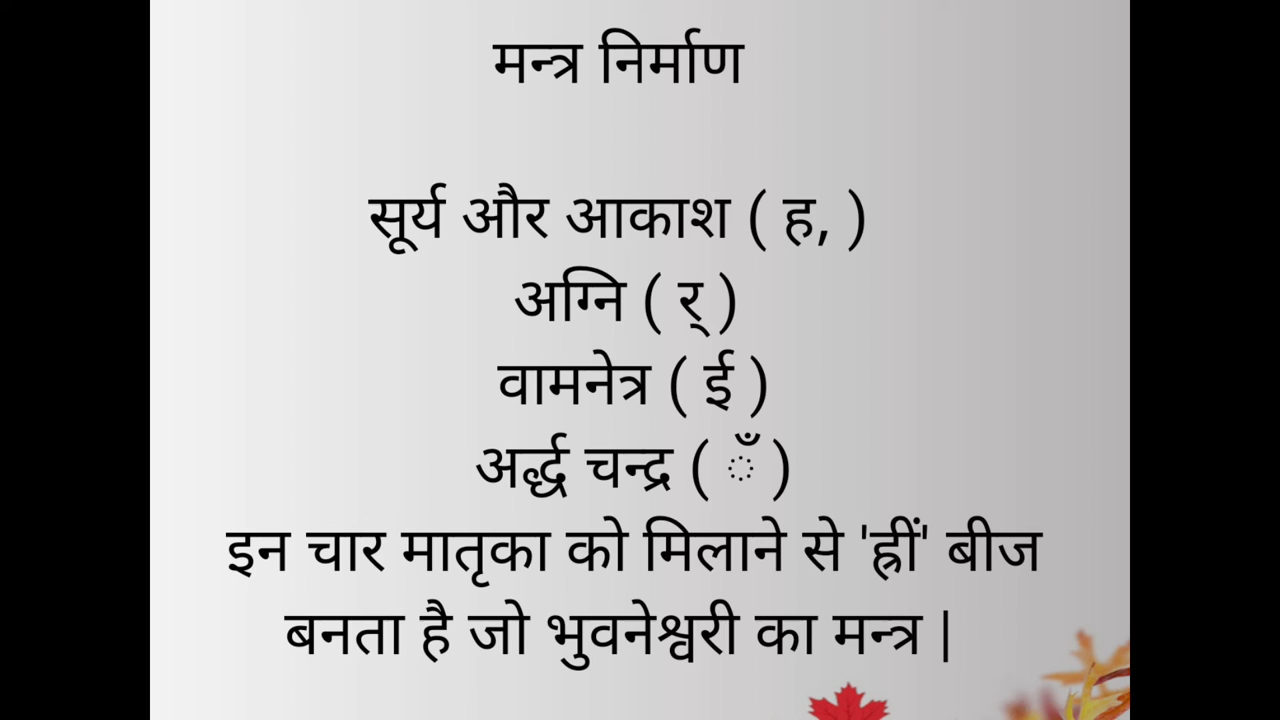 मन्त्र निर्माण
सूर्य और आकाश ( ह, )
अग्नि ( र् )
वामनेत्र ( ई )
अर्द्ध चन्द्र ( ँ )
इन चार मातृका को मिलाने से 'ह्रीं' बीज
बनता है जो भुवनेश्वरी का मन्त्र |